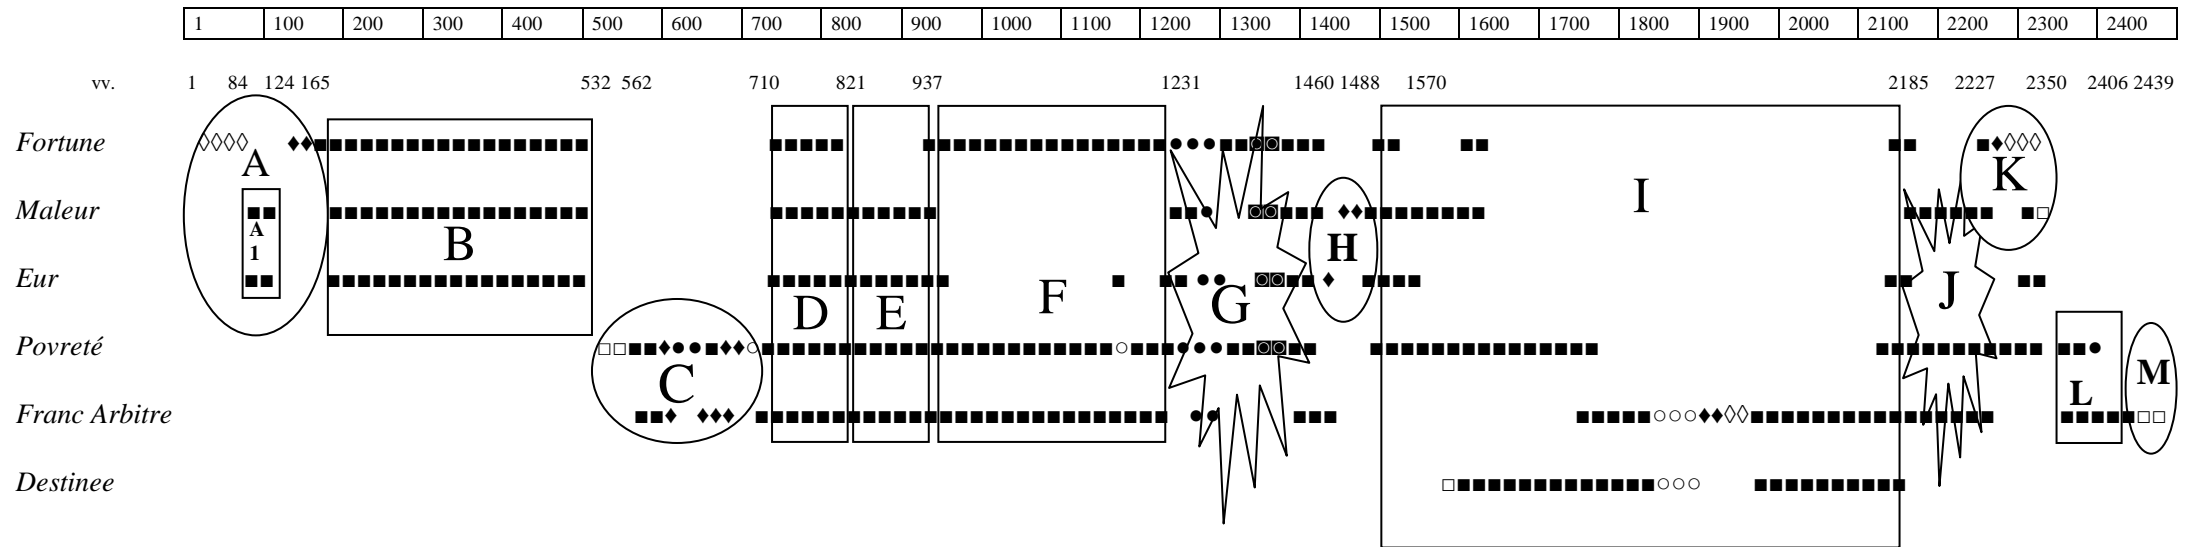 1 100 200 300 400 500 600 700 800 900 1000 1100 1200 1300 1400 1500 1600 1700 1800 1900 2000 2100 2200 2300 2400
vv. 1 84 124 165 532 562 710 821 937 1231 1460 1488 1570 2185 2227 2350 2406 2439
Fortune
A K
Maleur
A
1
B H I
Eur
D E F G J
Povreté
C L M
Franc Arbitre
Destinee